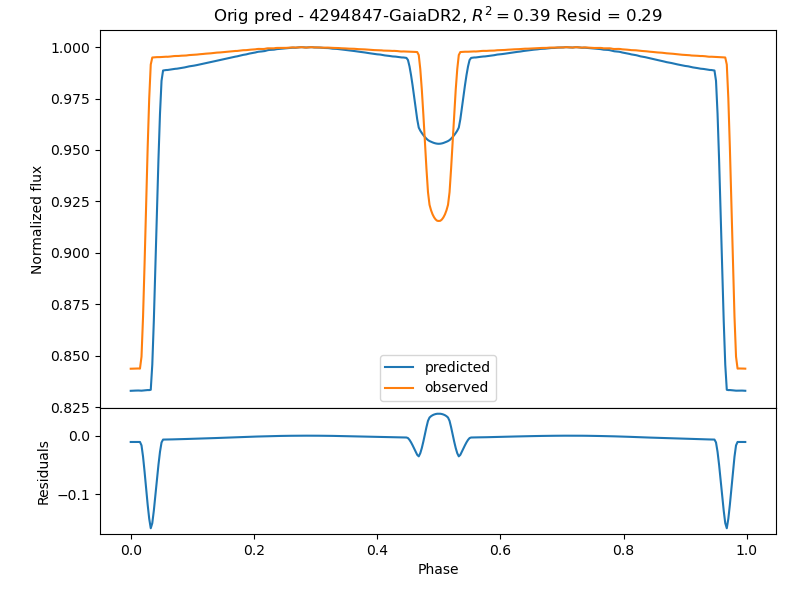 Orig pred - 4294847-GaiaDR2, R² = 0.39 Resid = 0.29
1.000
0.975
0.950
0.925
0.900
0.875
0.850
0.825
Normalized flux
predicted
observed
0.0
−0.1
Residuals
0.0 0.2 0.4 0.6 0.8 1.0
Phase